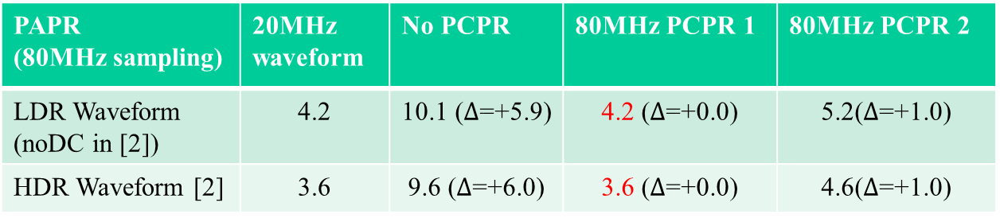 PAPR 20MHz No PCPR 80MHz PCPR 1 80MHz PCPR 2
(80MHz sampling) waveform
LDR Waveform 4.2 10.1 (Δ=+5.9) 4.2 (Δ=+0.0) 5.2(Δ=+1.0)
(noDC in [2])
HDR Waveform [2] 3.6 9.6 (Δ=+6.0) 3.6 (Δ=+0.0) 4.6(Δ=+1.0)